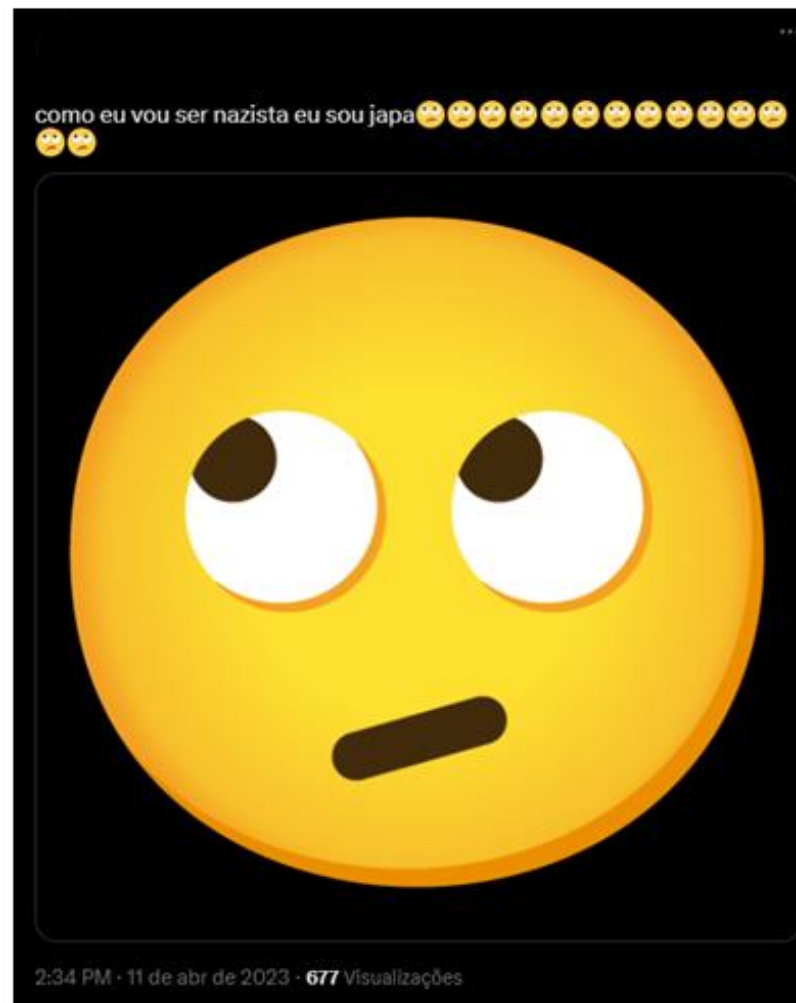 como eu vou ser nazista eu sou japa🙄🙄🙄🙄🙄🙄🙄🙄🙄🙄🙄🙄
🙄🙄
2:34 PM · 11 de abr de 2023 · 677 Visualizações